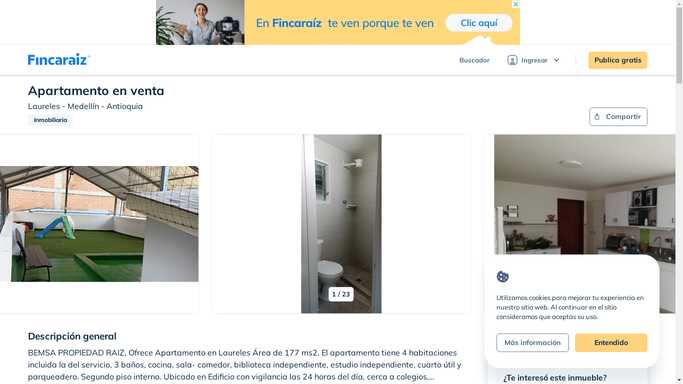 En Fincaraíz te ven porque te ven
Clic aquí
Fincaraíz
Buscador
Ingresar
Publica gratis
Apartamento en venta
Laureles - Medellín - Antioquia
Inmobiliaria
Compartir
1 / 23
Utilizamos cookies para mejorar tu experiencia en
nuestro sitio web. Al continuar en el sitio
consideramos que aceptas su uso.
Más información
Entendido
Descripción general
BEMSA PROPIEDAD RAIZ, Ofrece Apartamento en Laureles Área de 177 ms2. El apartamento tiene 4 habitaciones
incluida la del servicio, 3 baños, cocina, sala- comedor, biblioteca independiente, estudio independiente, cuarto útil y
parqueadero. Segundo piso interno. Ubicado en Edificio con vigilancia las 24 horas del día, cerca a colegios,...
¿Te interesó este inmueble?